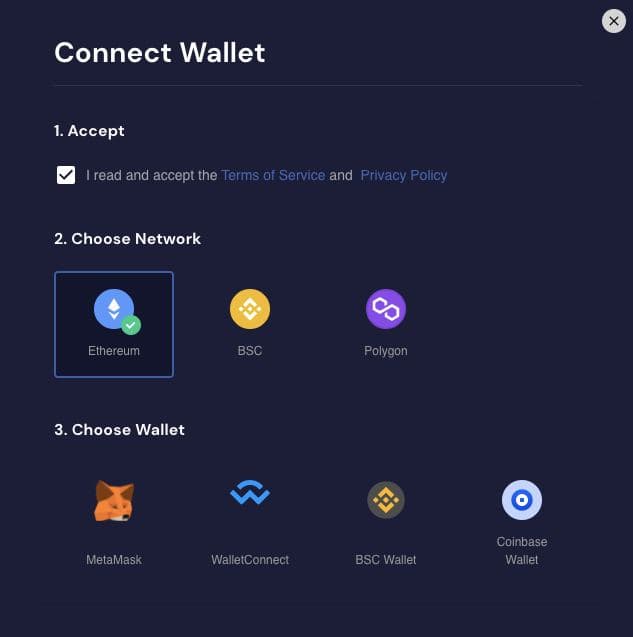 Connect Wallet
1. Accept
I read and accept the Terms of Service and Privacy Policy
2. Choose Network
Ethereum
BSC
Polygon
3. Choose Wallet
MetaMask
WalletConnect
BSC Wallet
Coinbase
Wallet